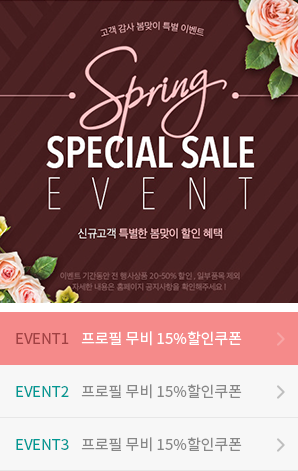 고객 감사 봄맞이 특별 이벤트
Spring
SPECIAL SALE
EVENT
신규고객 특별한 봄맞이 할인 혜택
이벤트 기간동안 전 행사상품 20-50% 할인 , 일부품목 제외
자세한 내용은 홈페이지 공지사항을 확인해주세요 !
EVENT1 프로필 무비 15%할인쿠폰
EVENT2 프로필 무비 15%할인쿠폰
EVENT3 프로필 무비 15%할인쿠폰